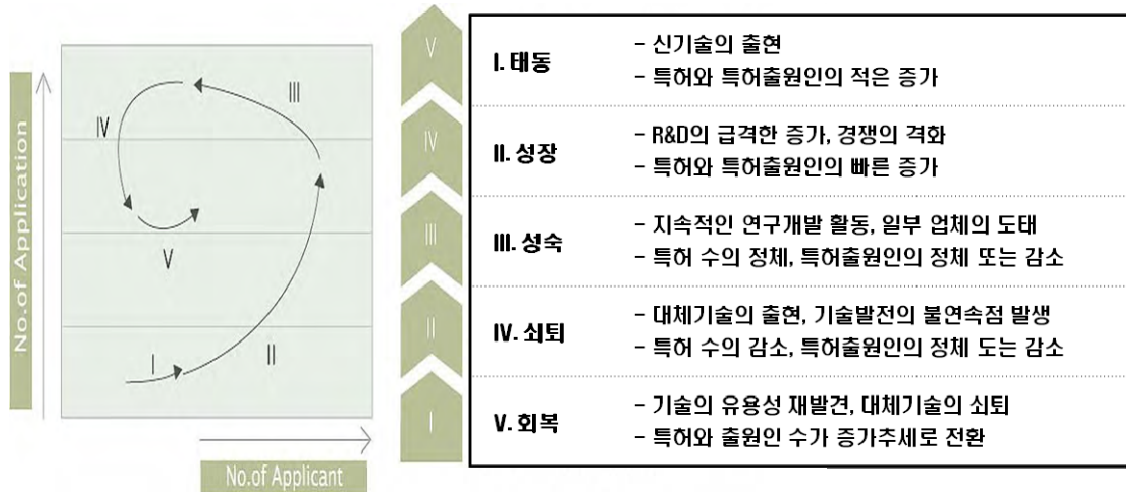 No.of Application
No.of Applicant
I
II
III
IV
V
V
IV
III
II
I
I. 태동
- 신기술의 출현
- 특허와 특허출원인의 적은 증가
II. 성장
- R&D의 급격한 증가, 경쟁의 격화
- 특허와 특허출원인의 빠른 증가
III. 성숙
- 지속적인 연구개발 활동, 일부 업체의 도태
- 특허 수의 정체, 특허출원인의 정체 또는 감소
IV. 쇠퇴
- 대체기술의 출현, 기술발전의 불연속점 발생
- 특허 수의 감소, 특허출원인의 정체 도는 감소
V. 회복
- 기술의 유용성 재발견, 대체기술의 쇠퇴
- 특허와 출원인 수가 증가추세로 전환